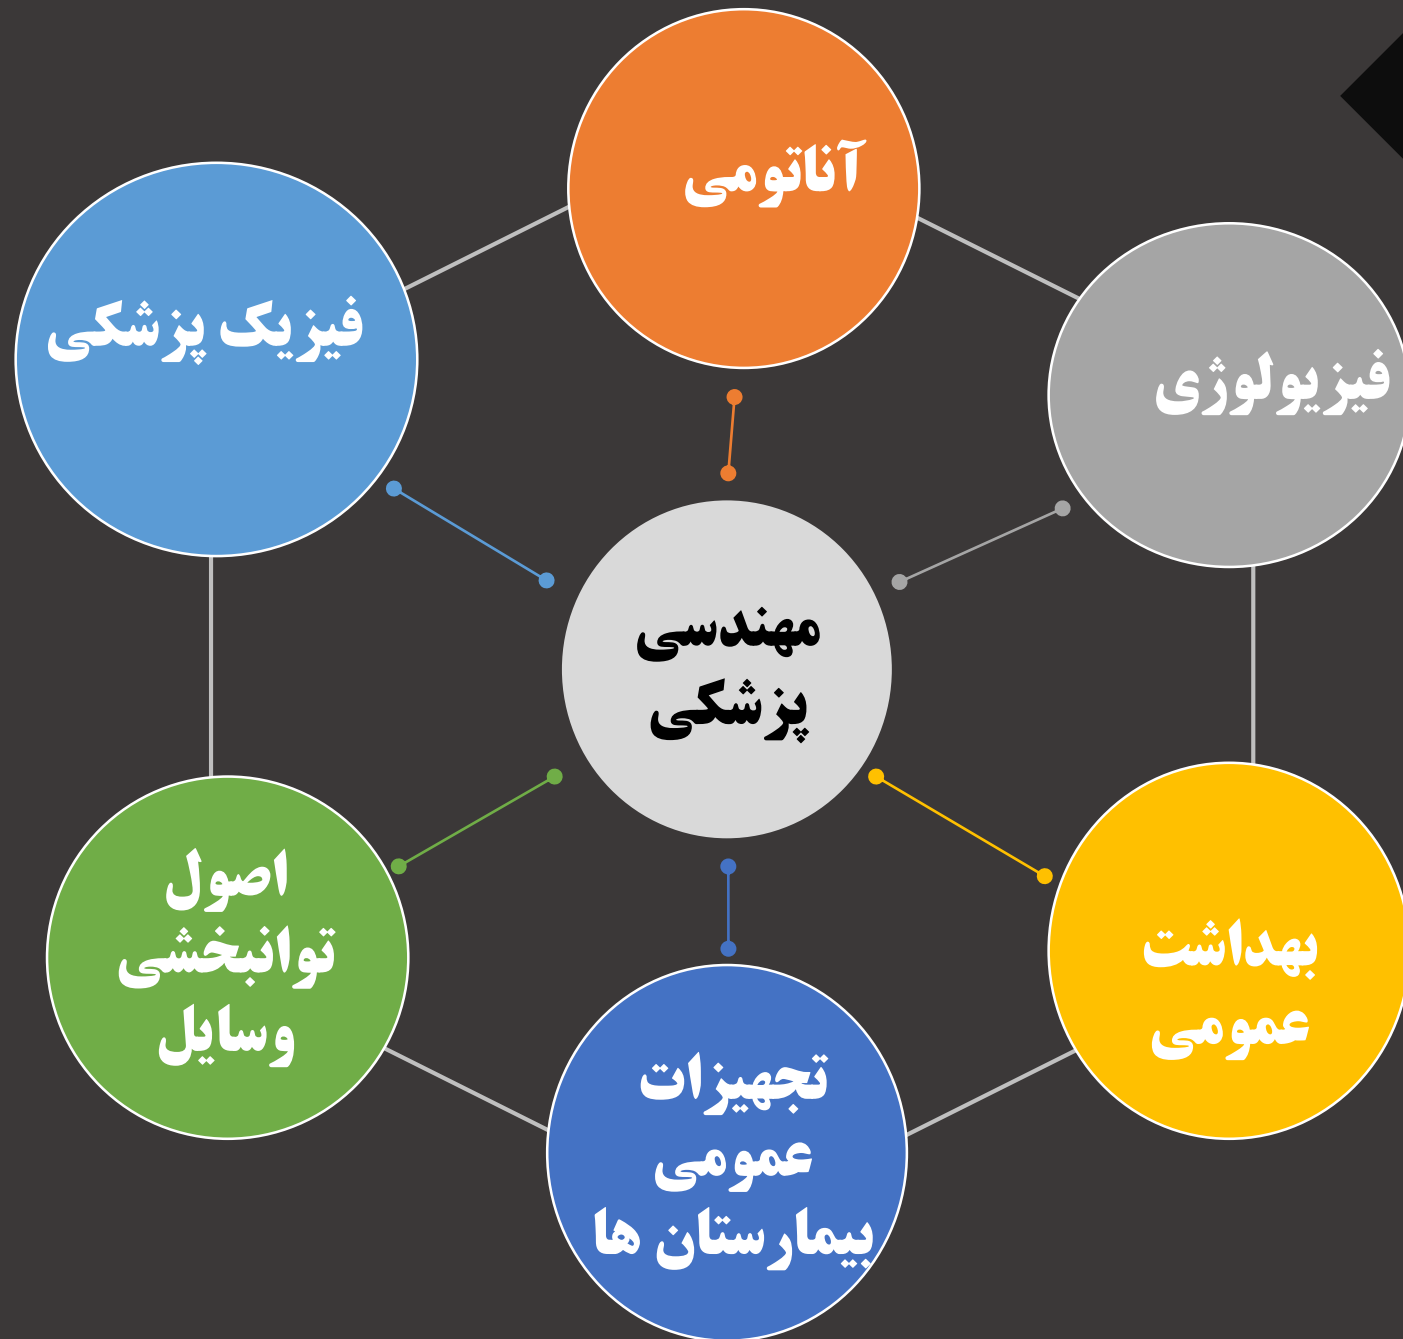 آناتومی
فیزیک پزشکی
فیزیولوژی
مهندسی
پزشکی
اصول
توانبخشی
وسایل
بهداشت
عمومی
تجهیزات
عمومی
بیمارستان ها